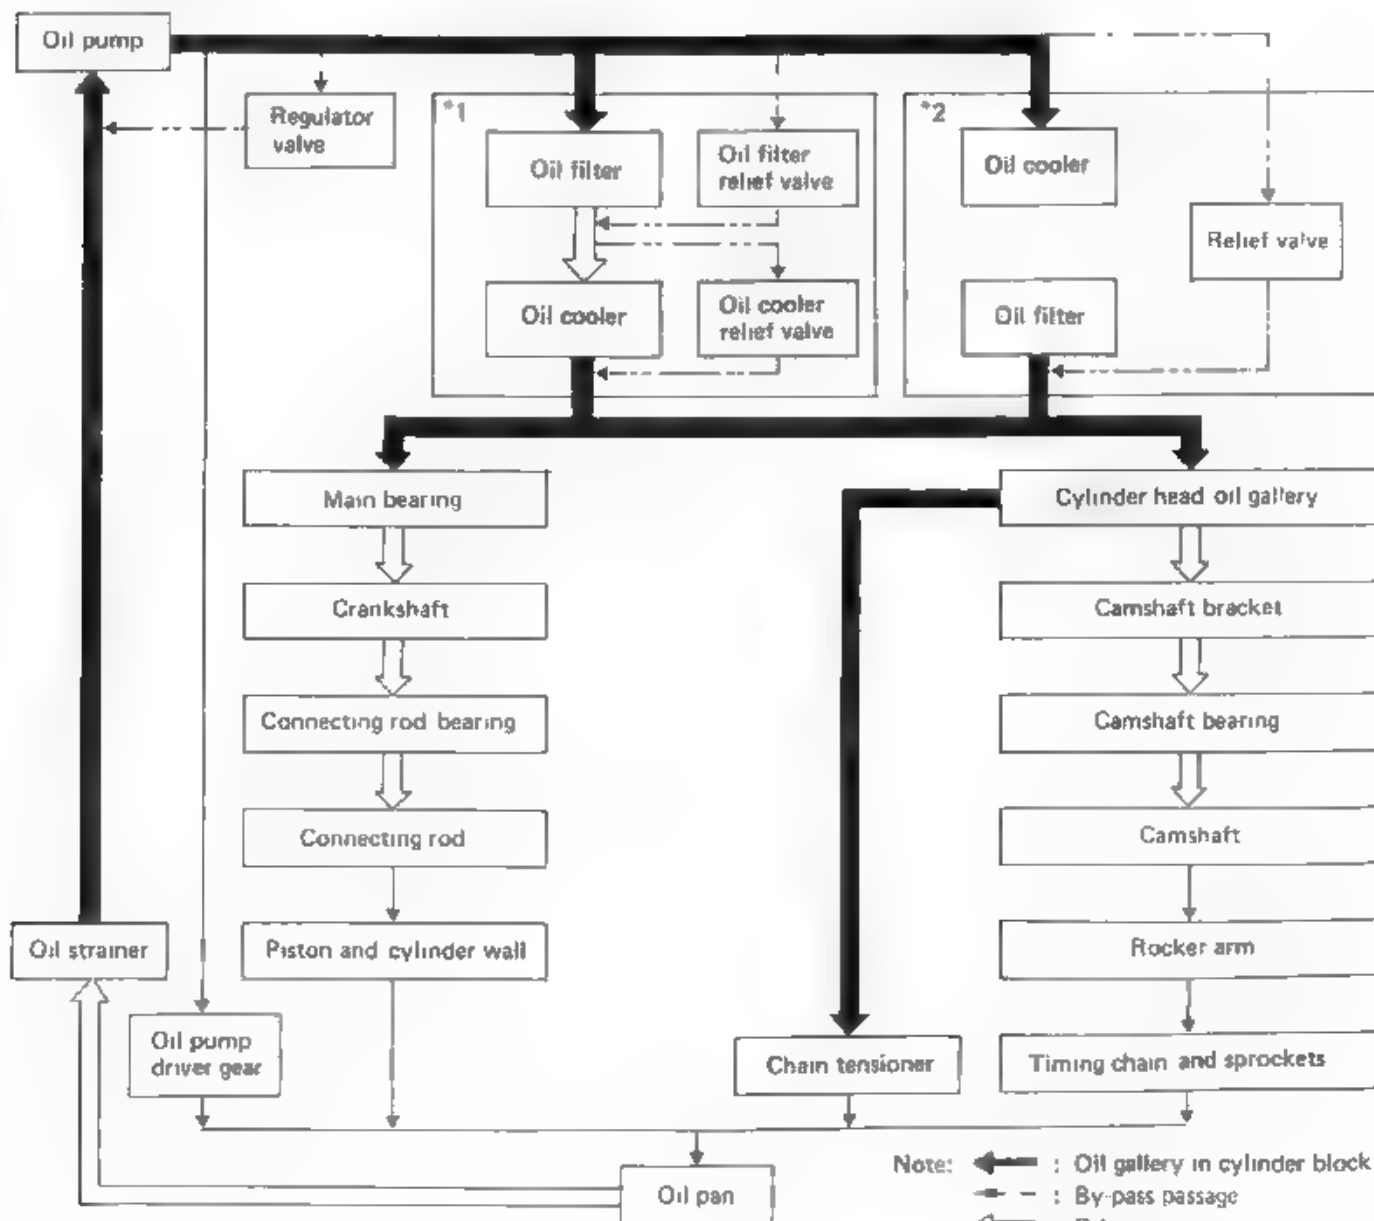 Oil pump
Regulator
valve
*1
Oil filter
Oil filter
relief valve
Oil cooler
Oil cooler
relief valve
*2
Oil cooler
Relief valve
Oil filter
Main bearing
Crankshaft
Connecting rod bearing
Connecting rod
Piston and cylinder wall
Cylinder head oil gallery
Camshaft bracket
Camshaft bearing
Camshaft
Rocker arm
Timing chain and sprockets
Oil strainer
Oil pump
driver gear
Chain tensioner
Oil pan
Note: : Oil gallery in cylinder block
: By-pass passage